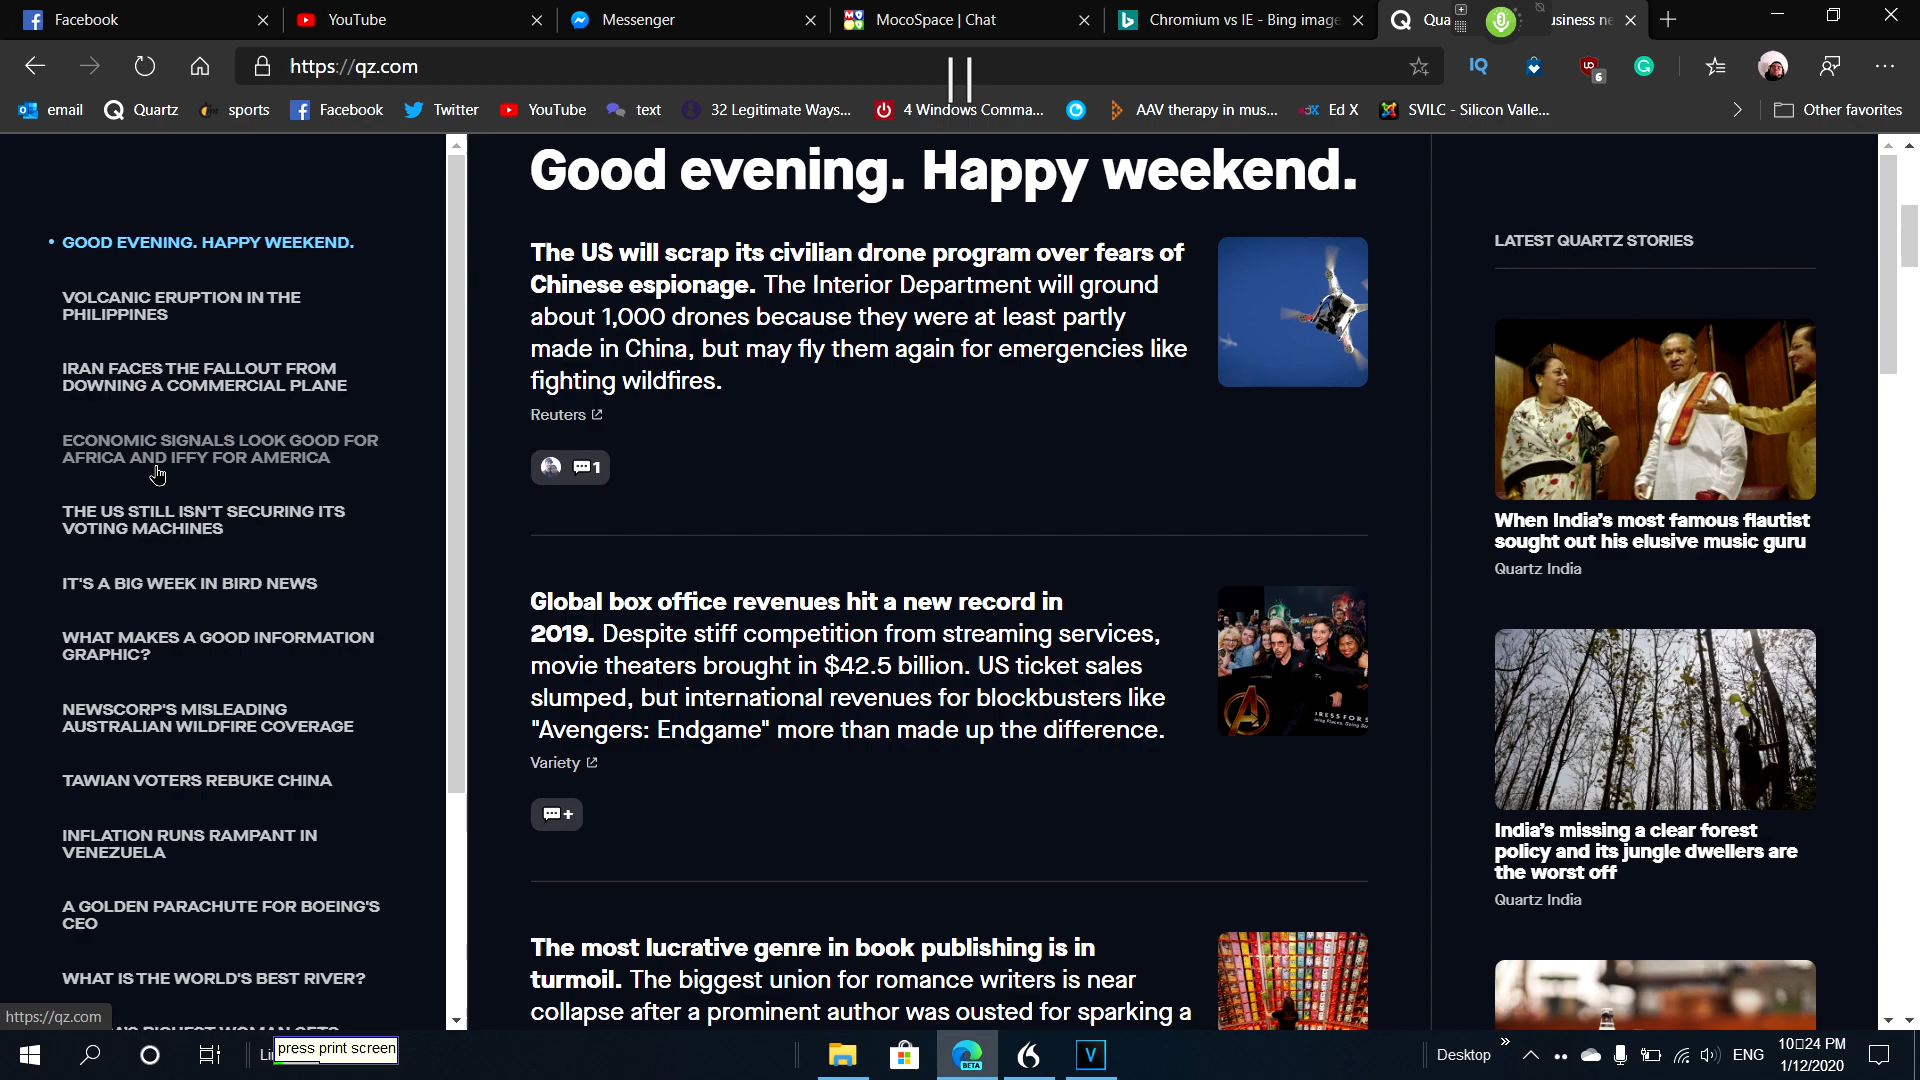 Facebook
YouTube
Messenger
MocoSpace | Chat
Chromium vs IE - Bing image
Qua
usiness ne
https://qz.com
IQ
UD
6
email
Quartz
sports
Facebook
Twitter
YouTube
text
32 Legitimate Ways...
4 Windows Comma...
AAV therapy in mus...
Ed X
SVILC - Silicon Valle...
Other favorites
GOOD EVENING. HAPPY WEEKEND.
VOLCANIC ERUPTION IN THE
PHILIPPINES
IRAN FACES THE FALLOUT FROM
DOWNING A COMMERCIAL PLANE
ECONOMIC SIGNALS LOOK GOOD FOR
AFRICA AND IFFY FOR AMERICA
THE US STILL ISN'T SECURING ITS
VOTING MACHINES
IT'S A BIG WEEK IN BIRD NEWS
WHAT MAKES A GOOD INFORMATION
GRAPHIC?
NEWSCORP'S MISLEADING
AUSTRALIAN WILDFIRE COVERAGE
TAWIAN VOTERS REBUKE CHINA
INFLATION RUNS RAMPANT IN
VENEZUELA
A GOLDEN PARACHUTE FOR BOEING'S
CEO
WHAT IS THE WORLD'S BEST RIVER?
https://qz.com
Good evening. Happy weekend.
The US will scrap its civilian drone program over fears of
Chinese espionage. The Interior Department will ground
about 1,000 drones because they were at least partly
made in China, but may fly them again for emergencies like
fighting wildfires.
Reuters
1
Global box office revenues hit a new record in
2019. Despite stiff competition from streaming services,
movie theaters brought in $42.5 billion. US ticket sales
slumped, but international revenues for blockbusters like
"Avengers: Endgame" more than made up the difference.
Variety
+
The most lucrative genre in book publishing is in
turmoil. The biggest union for romance writers is near
collapse after a prominent author was ousted for sparking a
LATEST QUARTZ STORIES
When India's most famous flautist
sought out his elusive music guru
Quartz India
India's missing a clear forest
policy and its jungle dwellers are
the worst off
Quartz India
press print screen
BETA
V
Desktop
ENG
10▯24 PM
1/12/2020